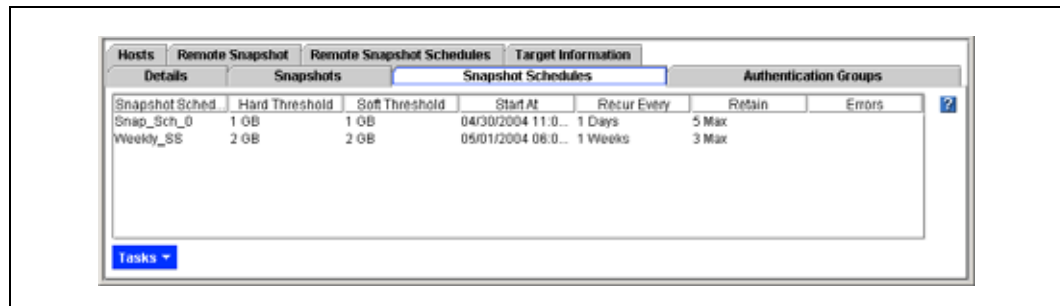 Hosts Remote Snapshot Remote Snapshot Schedules Target Information
Details Snapshots Snapshot Schedules Authentication Groups
Snapshot Sched... Hard Threshold Soft Threshold Start At Recur Every Retain Errors ?
Snap_Sch_0 1 GB 1 GB 04/30/2004 11:0... 1 Days 5 Max
Weekly_SS 2 GB 2 GB 05/01/2004 06:0... 1 Weeks 3 Max
Tasks